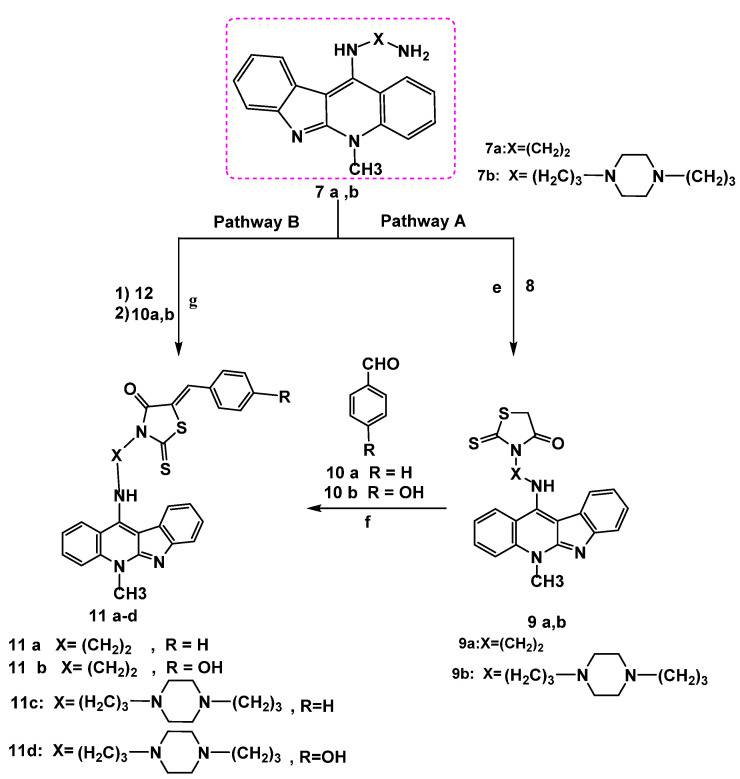 HN X NH2
N N
CH3
7 a ,b
7a:X=(CH2)2
7b: X= (H2C)3 N N (CH2)3
Pathway B Pathway A
1) 12
2)10a,b
g
e 8
O
N S
S
X
NH
N N
CH3
R
11 a-d
CHO
R
10 a R = H
10 b R = OH
f
S
S N O
X NH
N N
CH3
9 a,b
9a:X=(CH2)2
9b: X=(H2C)3 N N (CH2)3
11 a X= (CH2)2 , R = H
11 b X= (CH2)2 , R = OH
11c: X= (H2C)3 N N (CH2)3 , R=H
11d: X= (H2C)3 N N (CH2)3 , R=OH